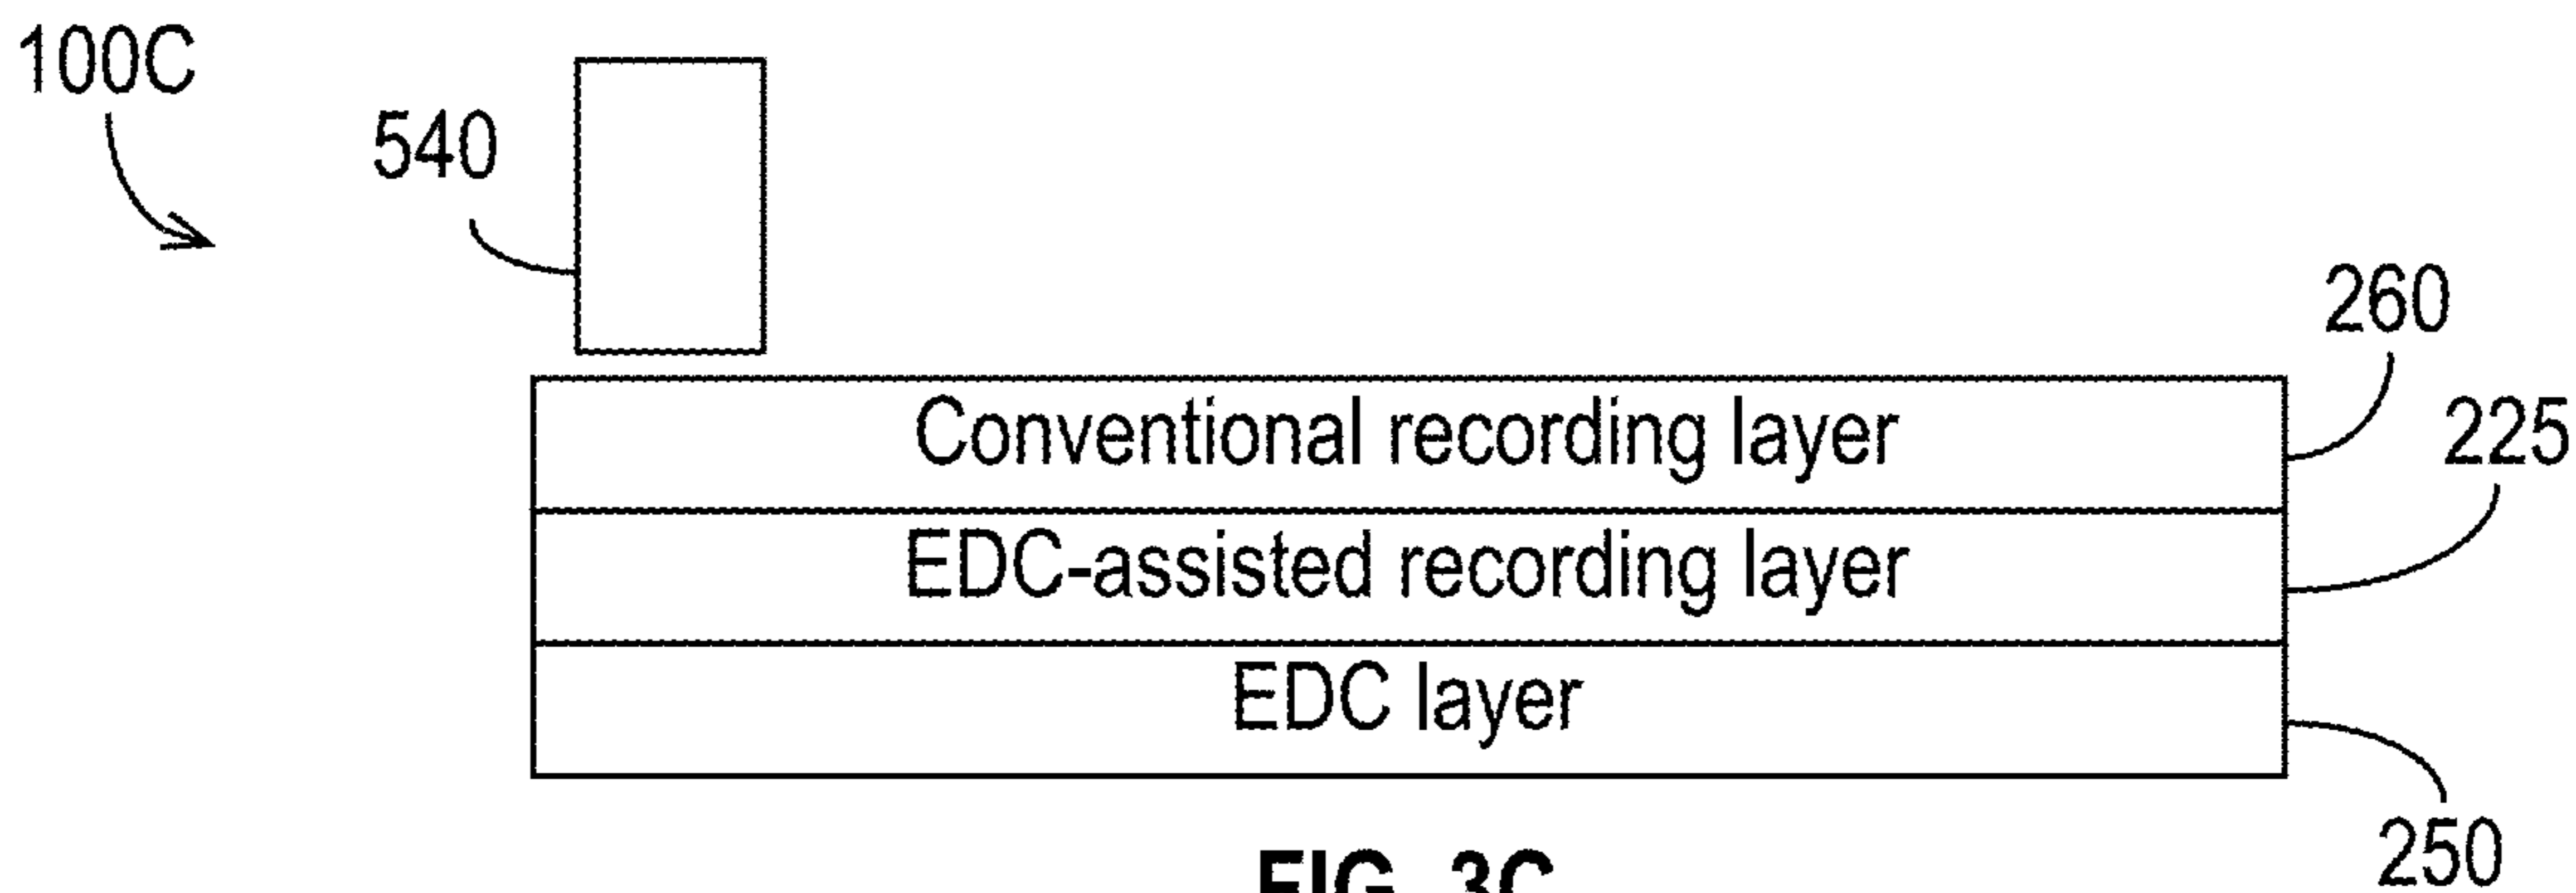 100C
540
260
Conventional recording layer
225
EDC-assisted recording layer
EDC layer
250
FIG. 3C